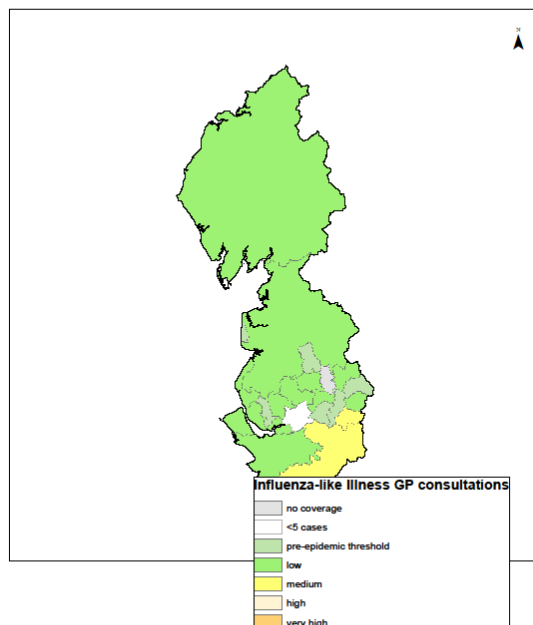 N
Influenza-like Illness GP consultations
no coverage
<5 cases
pre-epidemic threshold
low
medium
high
very high